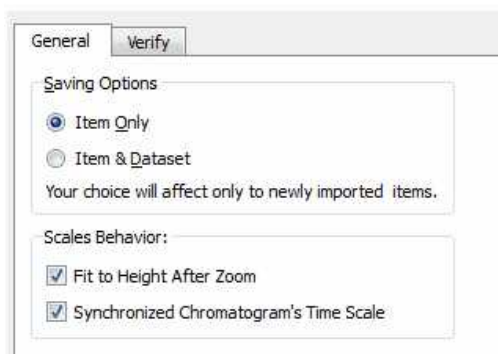 General Verify
Saving Options
Item Only
Item & Dataset
Your choice will affect only to newly imported items.
Scales Behavior:
Fit to Height After Zoom
Synchronized Chromatogram's Time Scale